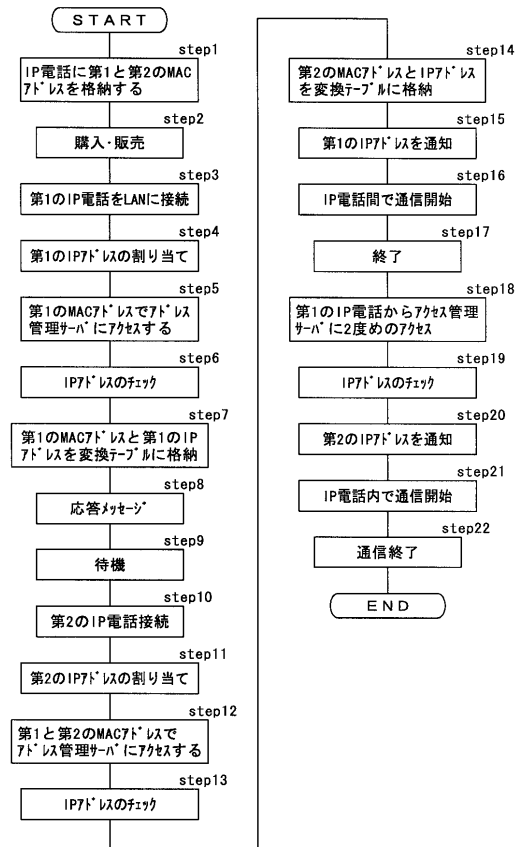 START
step1
IP電話に第1と第2のMAC
ｱﾄﾞﾚｽを格納する
step2
購入・販売
step3
第1のIP電話をLANに接続
step4
第1のIPｱﾄﾞﾚｽの割り当て
step5
第1のMACｱﾄﾞﾚｽでｱﾄﾞﾚｽ
管理ｻｰﾊﾞにｱｸｾｽする
step6
IPｱﾄﾞﾚｽのﾁｪｯｸ
step7
第1のMACｱﾄﾞﾚｽと第1のIP
ｱﾄﾞﾚｽを変換ﾃｰﾌﾞﾙに格納
step8
応答ﾒｯｾｰｼﾞ
step9
待機
step10
第2のIP電話接続
step11
第2のIPｱﾄﾞﾚｽの割り当て
step12
第1と第2のMACｱﾄﾞﾚｽで
ｱﾄﾞﾚｽ管理ｻｰﾊﾞにｱｸｾｽする
step13
IPｱﾄﾞﾚｽのﾁｪｯｸ
step14
第2のMACｱﾄﾞﾚｽとIPｱﾄﾞﾚｽ
を変換ﾃｰﾌﾞﾙに格納
step15
第1のIPｱﾄﾞﾚｽを通知
step16
IP電話間で通信開始
step17
終了
step18
第1のIP電話からｱｸｾｽ管理
ｻｰﾊﾞに2度めのｱｸｾｽ
step19
IPｱﾄﾞﾚｽのﾁｪｯｸ
step20
第2のIPｱﾄﾞﾚｽを通知
step21
IP電話内で通信開始
step22
通信終了
END